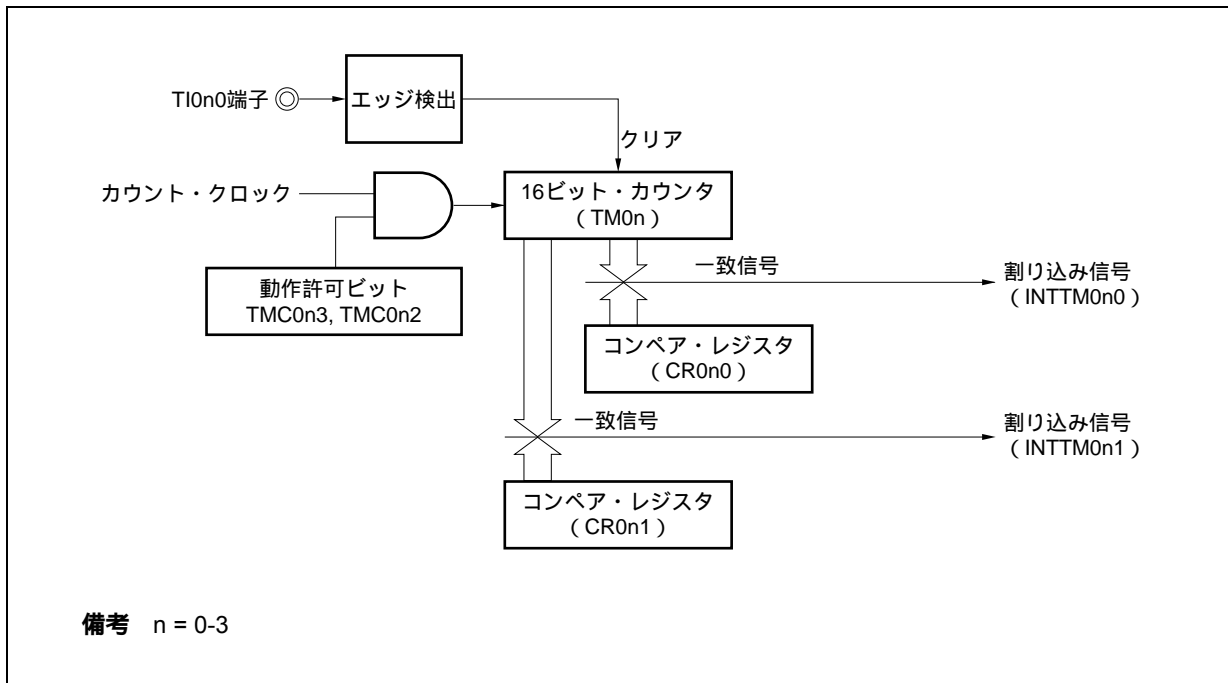 TI0n0端子
エッジ検出
クリア
カウント・クロック
16ビット・カウンタ
（TM0n）
動作許可ビット
TMC0n3, TMC0n2
一致信号
割り込み信号
（INTTM0n0）
コンペア・レジスタ
（CR0n0）
一致信号
割り込み信号
（INTTM0n1）
コンペア・レジスタ
（CR0n1）
備考 n = 0-3